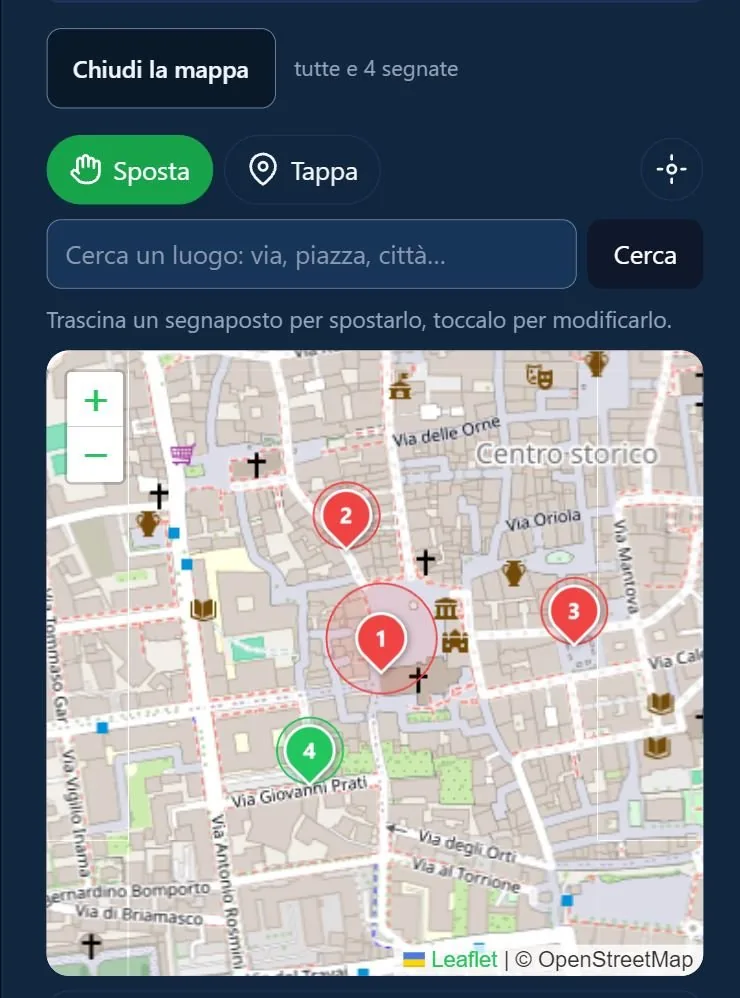 Chiudi la mappa
tutte e 4 segnate
Sposta
Tappa
Cerca un luogo: via, piazza, città...
Cerca
Trascina un segnaposto per spostarlo, toccalo per modificarlo.
+
−
Via delle Orne
Centro storico
2
Via Oriola
Via Mantova
3
1
Via Tommaso Gar
Via Cal
4
Via Giovanni Prati
Via Vigilio Inama
Via Antonio Rosmini
Via degli Orti
Via al Torrione
ernardino Bomporto
Via di Briamasco
Leaflet | © OpenStreetMap